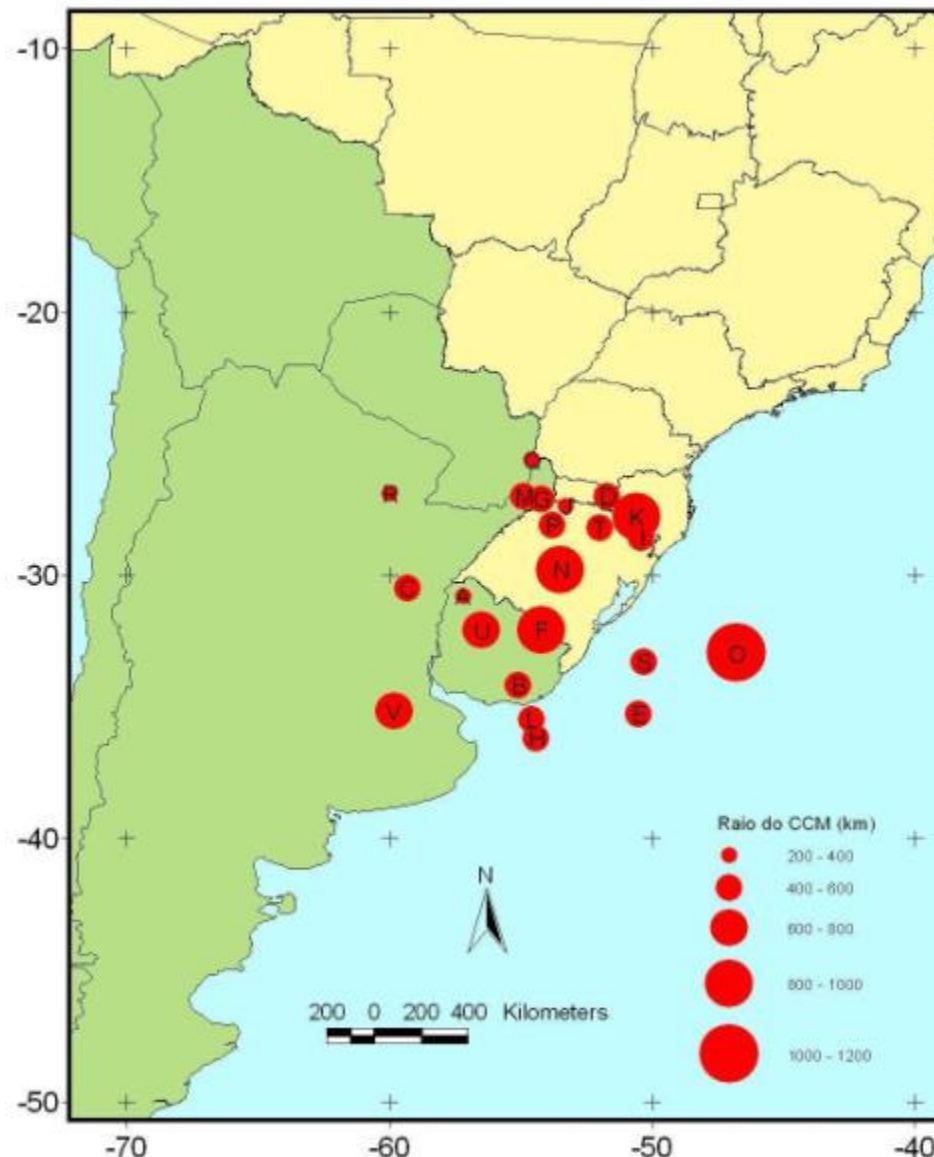 -10
-20
-30
-40
-50
-70
-60
-50
-40
R
M
G
J
D
K
P
T
I
N
C
A
U
F
S
O
B
V
L
E
H
Raio do CCM (km)
200 - 400
400 - 600
600 - 800
800 - 1000
1000 - 1200
N
200 0 200 400 Kilometers